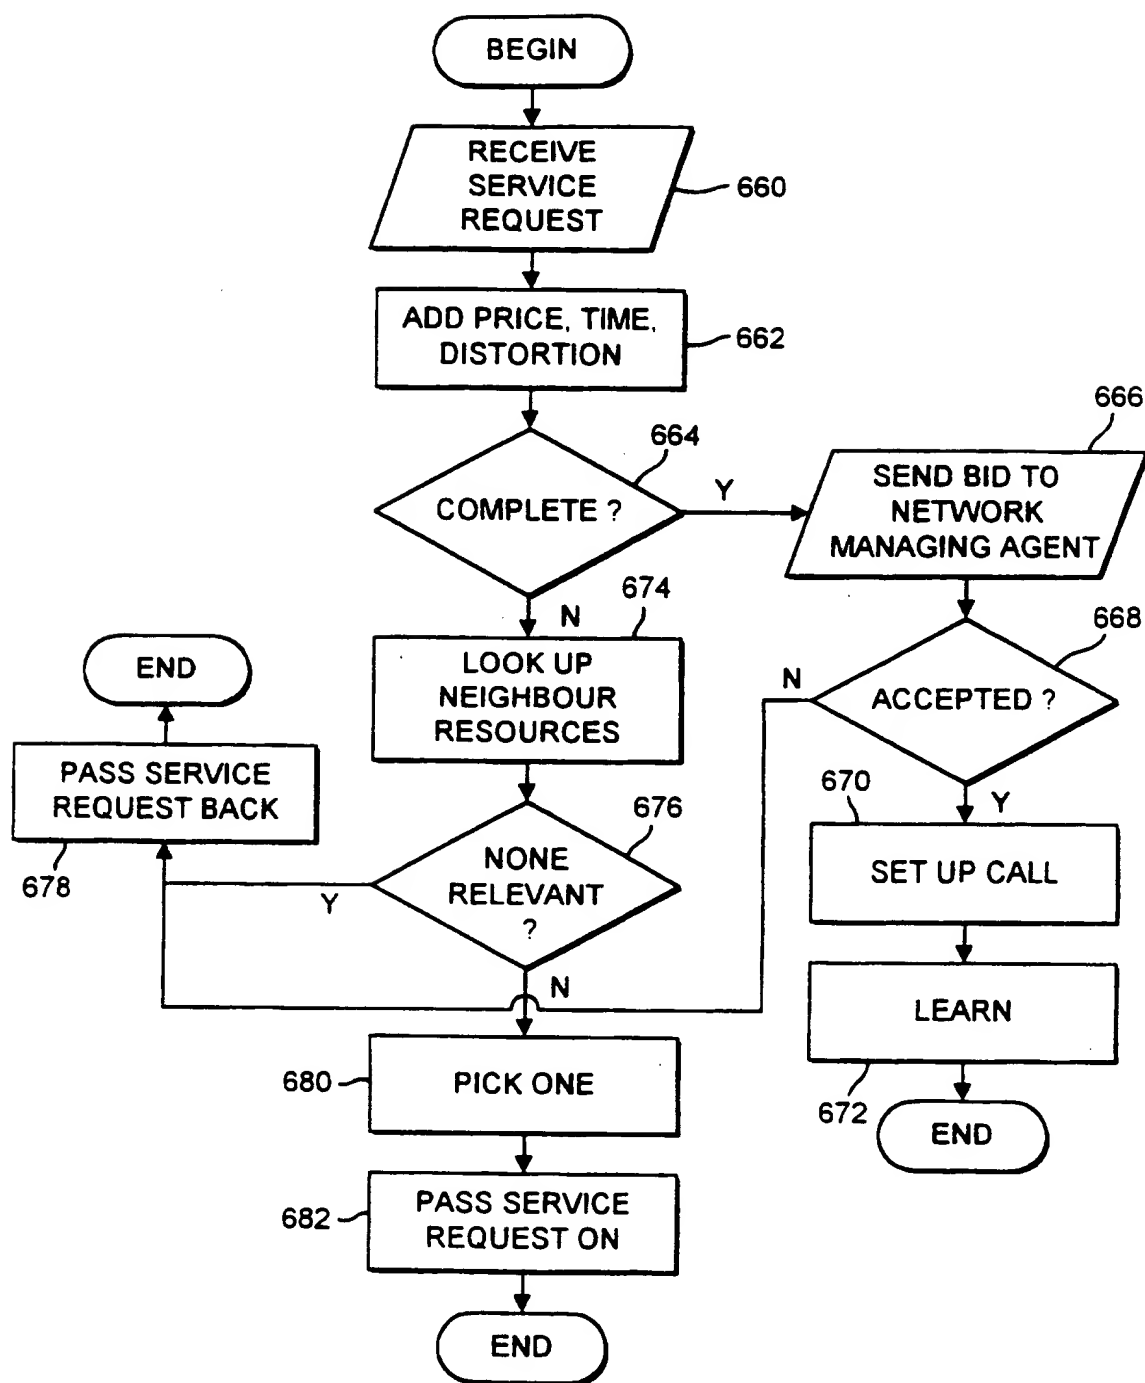 BEGIN
RECEIVE
SERVICE
REQUEST
660
ADD PRICE, TIME,
DISTORTION
662
COMPLETE ?
664
Y
666
SEND BID TO
NETWORK
MANAGING AGENT
N
674
LOOK UP
NEIGHBOUR
RESOURCES
668
ACCEPTED ?
N
Y
END
PASS SERVICE
REQUEST BACK
678
676
NONE
RELEVANT
?
Y
N
670
SET UP CALL
LEARN
672
END
680
PICK ONE
682
PASS SERVICE
REQUEST ON
END